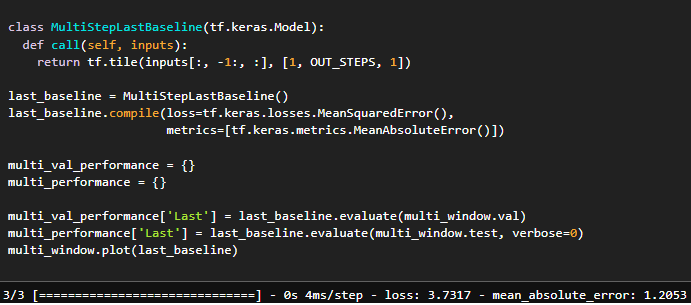 class MultiStepLastBaseline(tf.keras.Model):
  def call(self, inputs):
    return tf.tile(inputs[:, -1:, :], [1, OUT_STEPS, 1])
last_baseline = MultiStepLastBaseline()
last_baseline.compile(loss=tf.keras.losses.MeanSquaredError(),
                      metrics=[tf.keras.metrics.MeanAbsoluteError()])
multi_val_performance = {}
multi_performance = {}
multi_val_performance['Last'] = last_baseline.evaluate(multi_window.val)
multi_performance['Last'] = last_baseline.evaluate(multi_window.test, verbose=0)
multi_window.plot(last_baseline)
3/3 [==============================] - 0s 4ms/step - loss: 3.7317 - mean_absolute_error: 1.2053